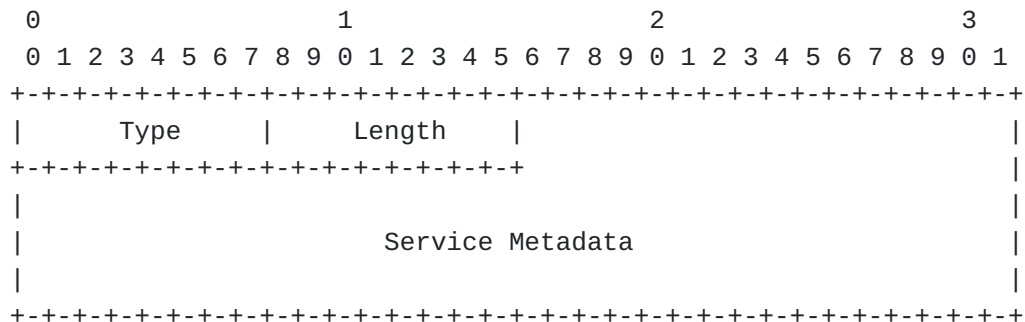 0                   1                   2                   3
 0 1 2 3 4 5 6 7 8 9 0 1 2 3 4 5 6 7 8 9 0 1 2 3 4 5 6 7 8 9 0 1
+-+-+-+-+-+-+-+-+-+-+-+-+-+-+-+-+-+-+-+-+-+-+-+-+-+-+-+-+-+-+-+-+
|      Type     |     Length    |                               |
+-+-+-+-+-+-+-+-+-+-+-+-+-+-+-+-+                               |
|                                                               |
|                       Service Metadata                        |
|                                                               |
+-+-+-+-+-+-+-+-+-+-+-+-+-+-+-+-+-+-+-+-+-+-+-+-+-+-+-+-+-+-+-+-+